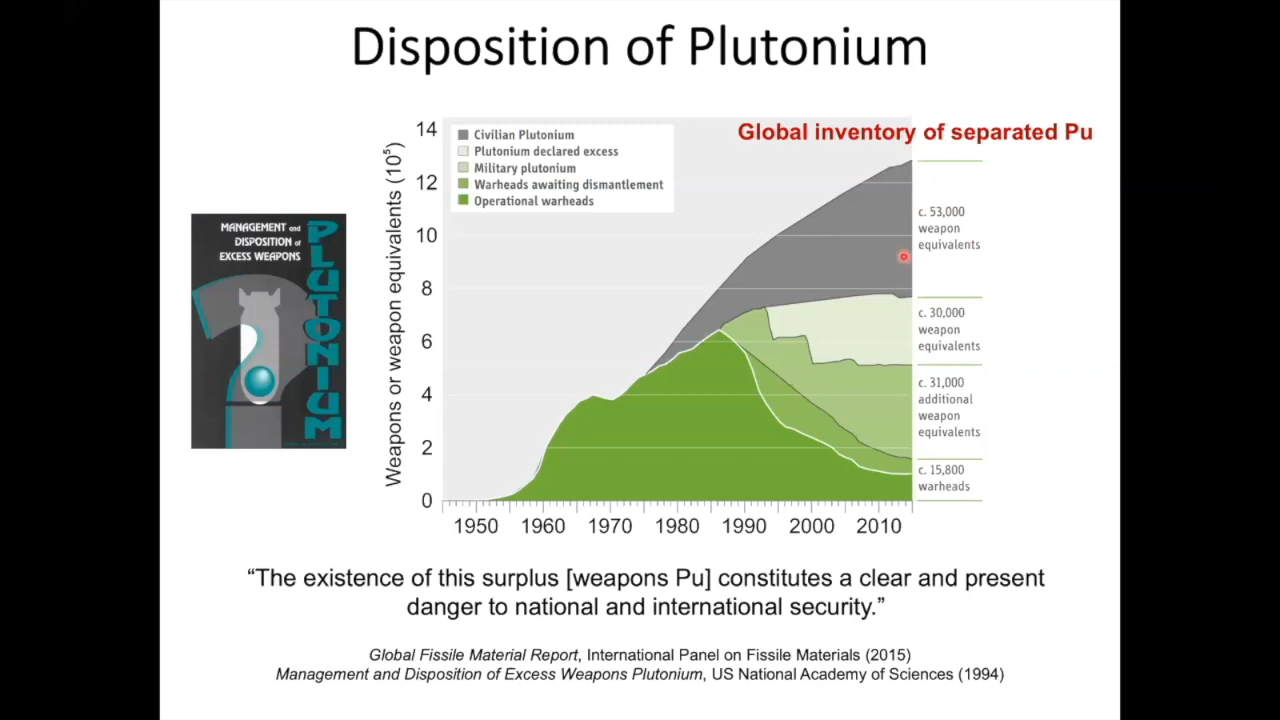 Disposition of Plutonium
MANAGEMENT and
DISPOSITION of
EXCESS WEAPONS
PLUTONIUM
Global inventory of separated Pu
Weapons or weapon equivalents (10⁵)
14
12
10
8
6
4
2
0
Civilian Plutonium
Plutonium declared excess
Military plutonium
Warheads awaiting dismantlement
Operational warheads
c. 53,000
weapon
equivalents
c. 30,000
weapon
equivalents
c. 31,000
additional
weapon
equivalents
c. 15,800
warheads
1950 1960 1970 1980 1990 2000 2010
“The existence of this surplus [weapons Pu] constitutes a clear and present
danger to national and international security.”
Global Fissile Material Report, International Panel on Fissile Materials (2015)
Management and Disposition of Excess Weapons Plutonium, US National Academy of Sciences (1994)